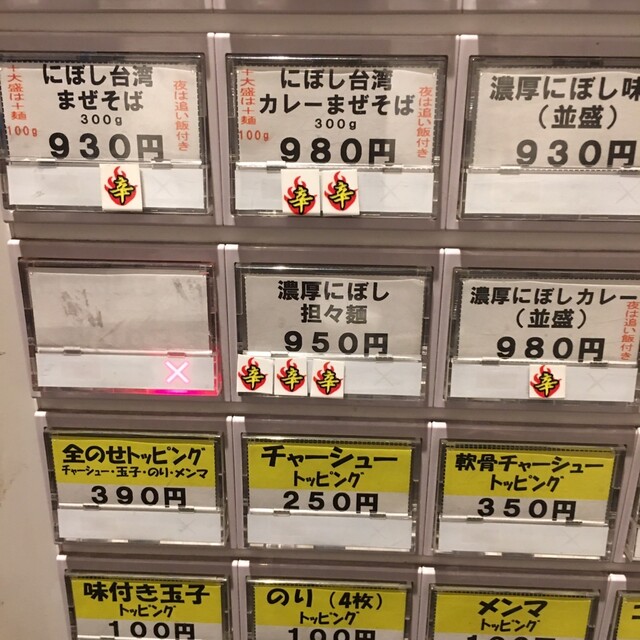 にぼし台湾
まぜそば
300g
930円
十大盛は＋麺
100g
夜は追い飯付き
辛
にぼし台湾
カレーまぜそば
300g
980円
十大盛は＋麺
100g
夜は追い飯付き
辛
辛
濃厚にぼし味
（並盛）
930円
×
濃厚にぼし
担々麺
950円
辛
辛
辛
濃厚にぼしカレー
（並盛）
980円
夜は追い飯付き
辛
全のせトッピング
チャーシュー・玉子・のり・メンマ
390円
チャーシュー
トッピング
250円
軟骨チャーシュー
トッピング
350円
味付き玉子
トッピング
100円
のり（4枚）
トッピング
100円
メンマ
トッピング